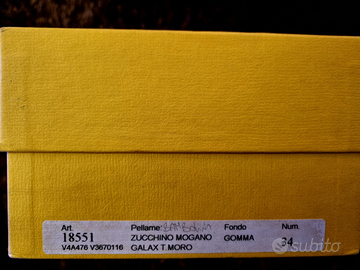 Art. Pellame Fondo Num.
18551 ZUCCHINO MOGANO GOMMA 34
V4A476 V3670116 GALAX T.MORO
subito